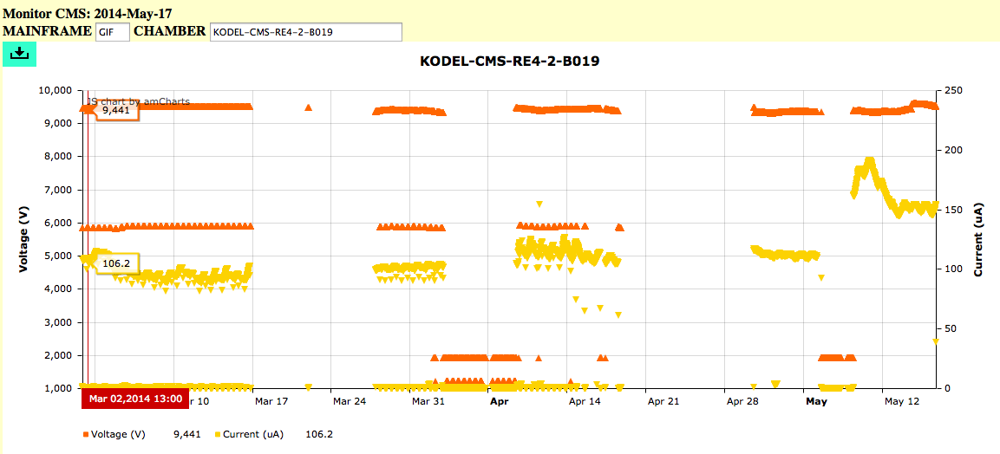 Monitor CMS: 2014-May-17
MAINFRAME GIF CHAMBER KODEL-CMS-RE4-2-B019
KODEL-CMS-RE4-2-B019
JS chart by amCharts
10,000
9,000
8,000
7,000
6,000
5,000
4,000
3,000
2,000
1,000
Voltage (V)
9,441
106.2
250
200
150
100
50
0
Current (uA)
Mar 02,2014 13:00
r 10 Mar 17 Mar 24 Mar 31 Apr Apr 14 Apr 21 Apr 28 May May 12
Voltage (V) 9,441 Current (uA) 106.2